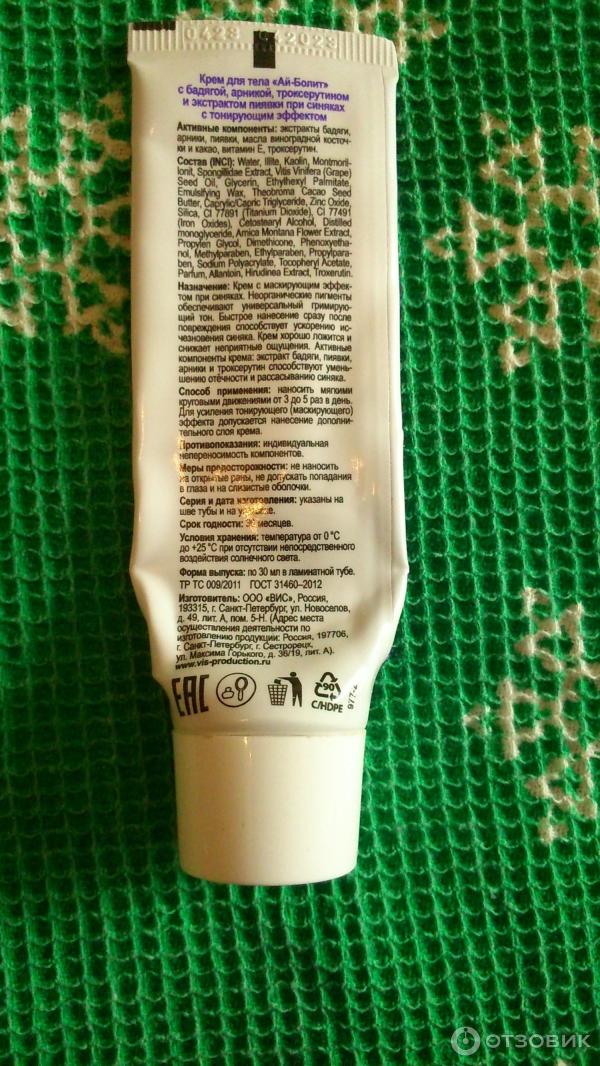 0423
2023
Крем для тела «Ай-Болит»
с бадягой, арникой, троксерутином
и экстрактом пиявки при синяках
с тонирующим эффектом
Активные компоненты: экстракты бадяги,
арники, пиявки, масла виноградной косточ-
ки и какао, витамин Е, троксерутин.
Состав (INCI): Water, Illite, Kaolin, Montmoril-
lonit, Spongillidae Extract, Vitis Vinifera (Grape)
Seed Oil, Glycerin, Ethylhexyl Palmitate,
Emulsifying Wax, Theobroma Cacao Seed
Butter, Caprylic/Capric Triglyceride, Zinc Oxide,
Silica, CI 77891 (Titanium Dioxide), CI 77491
(Iron Oxides), Cetostearyl Alcohol, Distilled
monoglyceride, Arnica Montana Flower Extract,
Propylen Glycol, Dimethicone, Phenoxyetha-
nol, Methylparaben, Ethylparaben, Propylpara-
ben, Sodium Polyacrylate, Tocopheryl Acetate,
Parfum, Allantoin, Hirudinea Extract, Troxerutin.
Назначение: Крем с маскирующим эффек-
том при синяках. Неорганические пигменты
обеспечивают универсальный гримирую-
щий тон. Быстрое нанесение сразу после
повреждения способствует ускорению ис-
чезновения синяка. Крем хорошо ложится и
снижает неприятные ощущения. Активные
компоненты крема: экстракт бадяги, пиявки,
арники и троксерутин способствуют умень-
шению отёчности и рассасыванию синяка.
Способ применения: наносить мягкими
круговыми движениями от 3 до 5 раз в день.
Для усиления тонирующего (маскирующего)
эффекта допускается нанесение дополни-
тельного слоя крема.
Противопоказания: индивидуальная
непереносимость компонентов.
Меры предосторожности: не наносить
на открытые раны, не допускать попадания
в глаза и на слизистые оболочки.
Серия и дата изготовления: указаны на
шве тубы и на
Срок годности: месяцев.
Условия хранения: температура от 0 °С
до +25 °С при отсутствии непосредственного
воздействия солнечного света.
Форма выпуска: по 30 мл в ламинатной тубе.
ТР ТС 009/2011 ГОСТ 31460–2012
Изготовитель: ООО «ВИС», Россия,
193315, г. Санкт-Петербург, ул. Новоселов,
д. 49, лит. А, пом. 5-Н. (Адрес места
осуществления деятельности по
изготовлению продукции: Россия, 197706,
г. Санкт-Петербург, г. Сестрорецк,
ул. Максима Горького, д. 36/19, лит. А).
www.vis-production.ru
EAC
90
C/HDPE
977-2
ОТЗОВИК